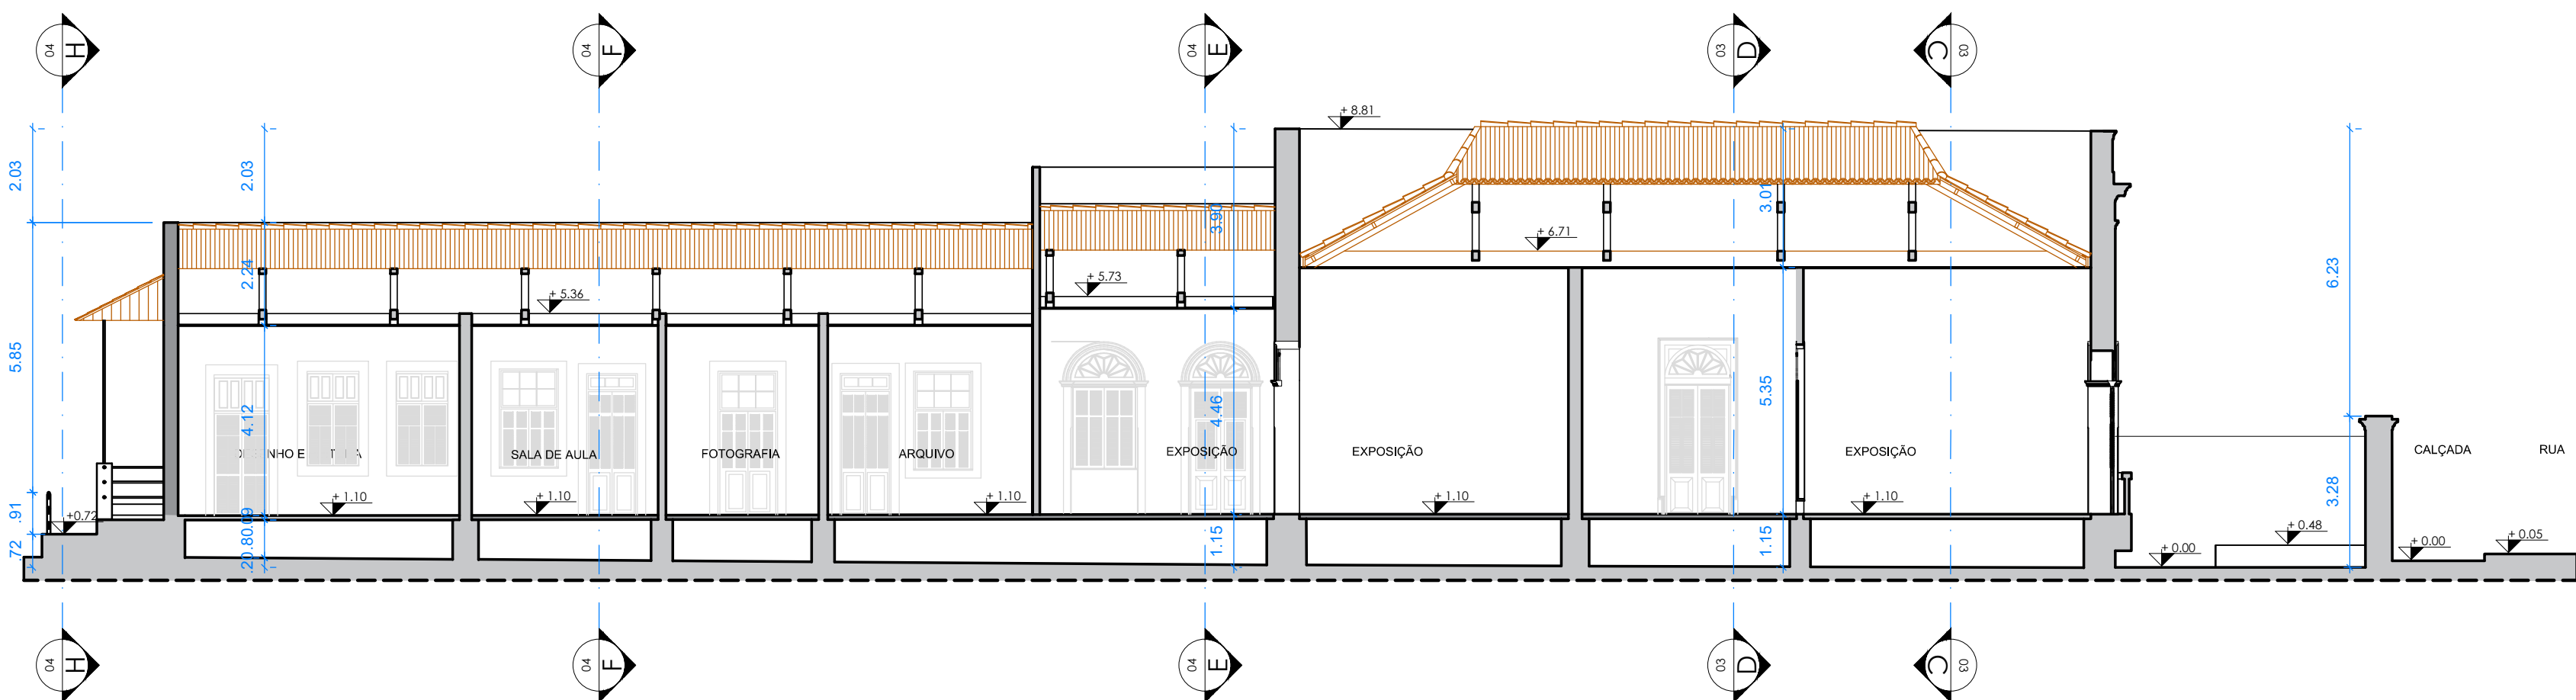 04 H
04 F
04 E
03 D
C 03
+ 8.81
2.03
2.03
3.90
3.01
+ 6.71
6.23
2.24
+ 5.36
+ 5.73
5.85
4.12
4.46
5.35
SALA DE AULA
FOTOGRAFIA
ARQUIVO
EXPOSIÇÃO
EXPOSIÇÃO
EXPOSIÇÃO
CALÇADA
RUA
+ 1.10
+ 1.10
+ 1.10
+ 1.10
+ 1.10
3.28
.91
+0.72
.72
.20
.80
.09
1.15
1.15
+ 0.48
+ 0.00
+ 0.00
+ 0.05
04 H
04 F
04 E
03 D
C 03